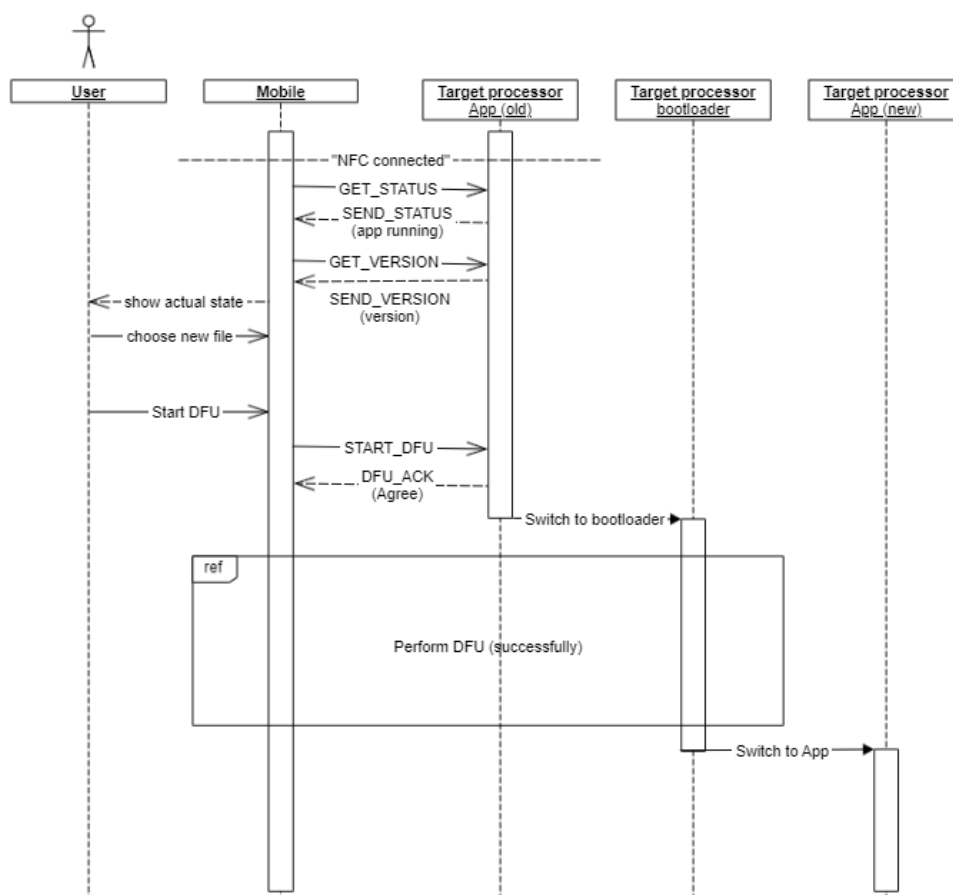 User
Mobile
Target processor
App (old)
Target processor
bootloader
Target processor
App (new)
"NFC connected"
GET_STATUS
SEND_STATUS
(app running)
GET_VERSION
SEND_VERSION
(version)
show actual state
choose new file
Start DFU
START_DFU
DFU_ACK
(Agree)
Switch to bootloader
ref
Perform DFU (successfully)
Switch to App